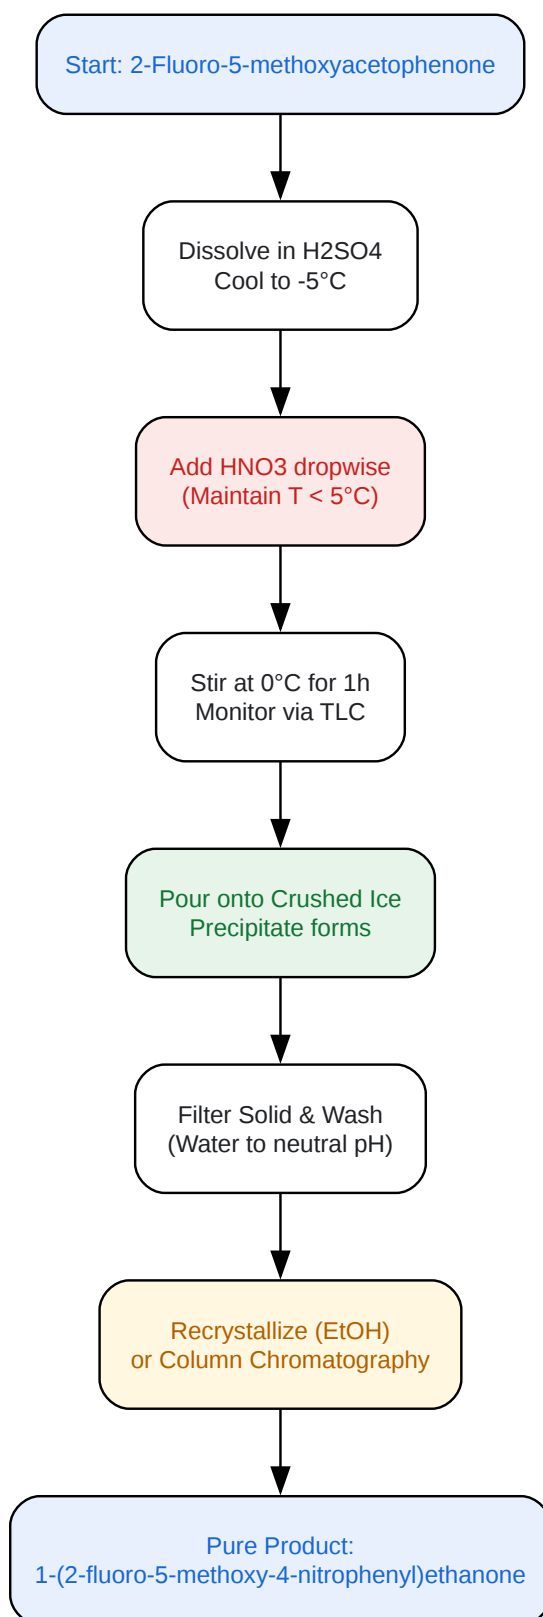 Start: 2-Fluoro-5-methoxyacetophenone
Dissolve in H2SO4
Cool to -5°C
Add HNO3 dropwise
(Maintain T < 5°C)
Stir at 0°C for 1h
Monitor via TLC
Pour onto Crushed Ice
Precipitate forms
Filter Solid & Wash
(Water to neutral pH)
Recrystallize (EtOH)
or Column Chromatography
Pure Product:
1-(2-fluoro-5-methoxy-4-nitrophenyl)ethanone